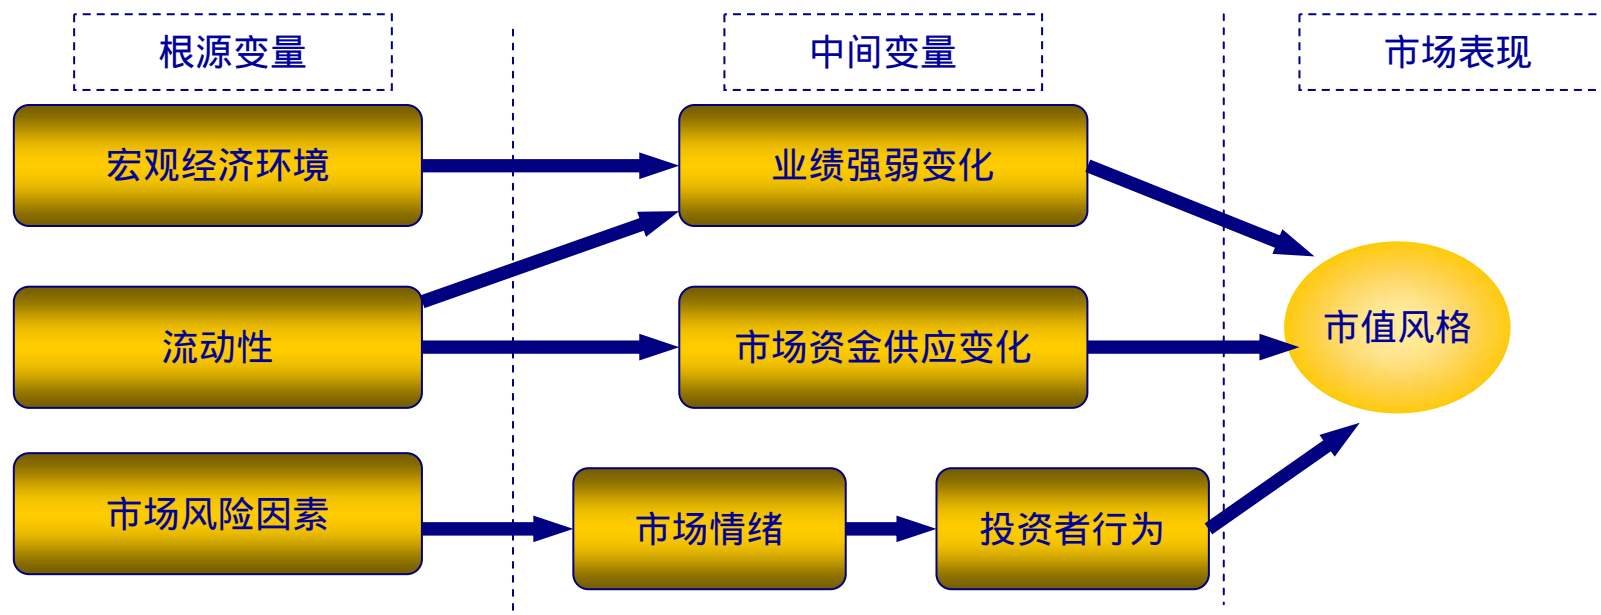 根源变量
中间变量
市场表现
宏观经济环境
业绩强弱变化
流动性
市场资金供应变化
市值风格
市场风险因素
市场情绪
投资者行为